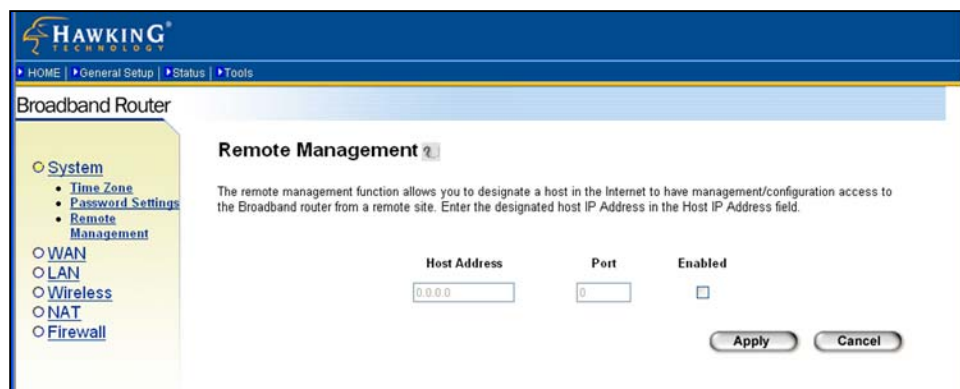 HAWKING®
TECHNOLOGY
HOME | General Setup | Status | Tools
Broadband Router
System
Time Zone
Password Settings
Remote
Management
WAN
LAN
Wireless
NAT
Firewall
Remote Management
The remote management function allows you to designate a host in the Internet to have management/configuration access to
the Broadband router from a remote site. Enter the designated host IP Address in the Host IP Address field.
Host Address Port Enabled
0.0.0.0 0
Apply Cancel